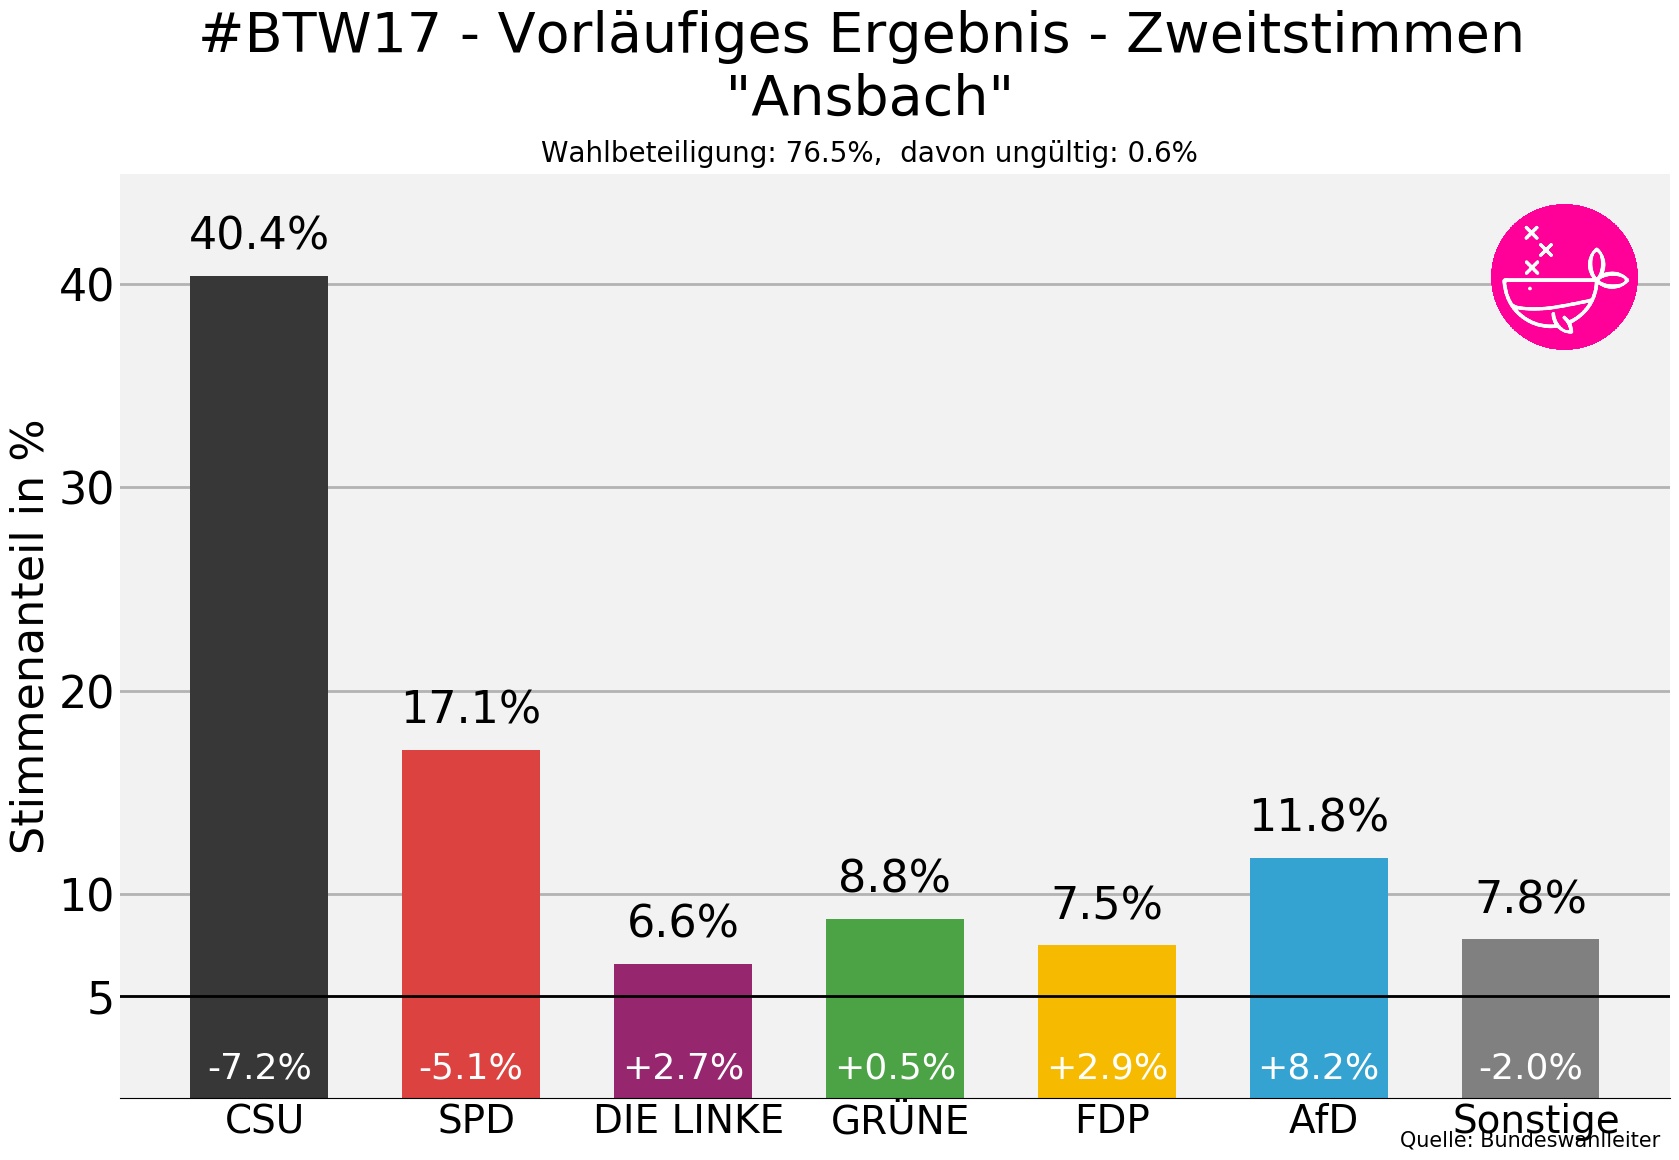 #BTW17 - Vorläufiges Ergebnis - Zweitstimmen
"Ansbach"
Wahlbeteiligung: 76.5%,  davon ungültig: 0.6%
Stimmenanteil in %
40
30
20
10
5
40.4%
17.1%
6.6%
8.8%
7.5%
11.8%
7.8%
-7.2%
-5.1%
+2.7%
+0.5%
+2.9%
+8.2%
-2.0%
CSU
SPD
DIE LINKE
GRÜNE
FDP
AfD
Sonstige
Quelle: Bundeswahlleiter